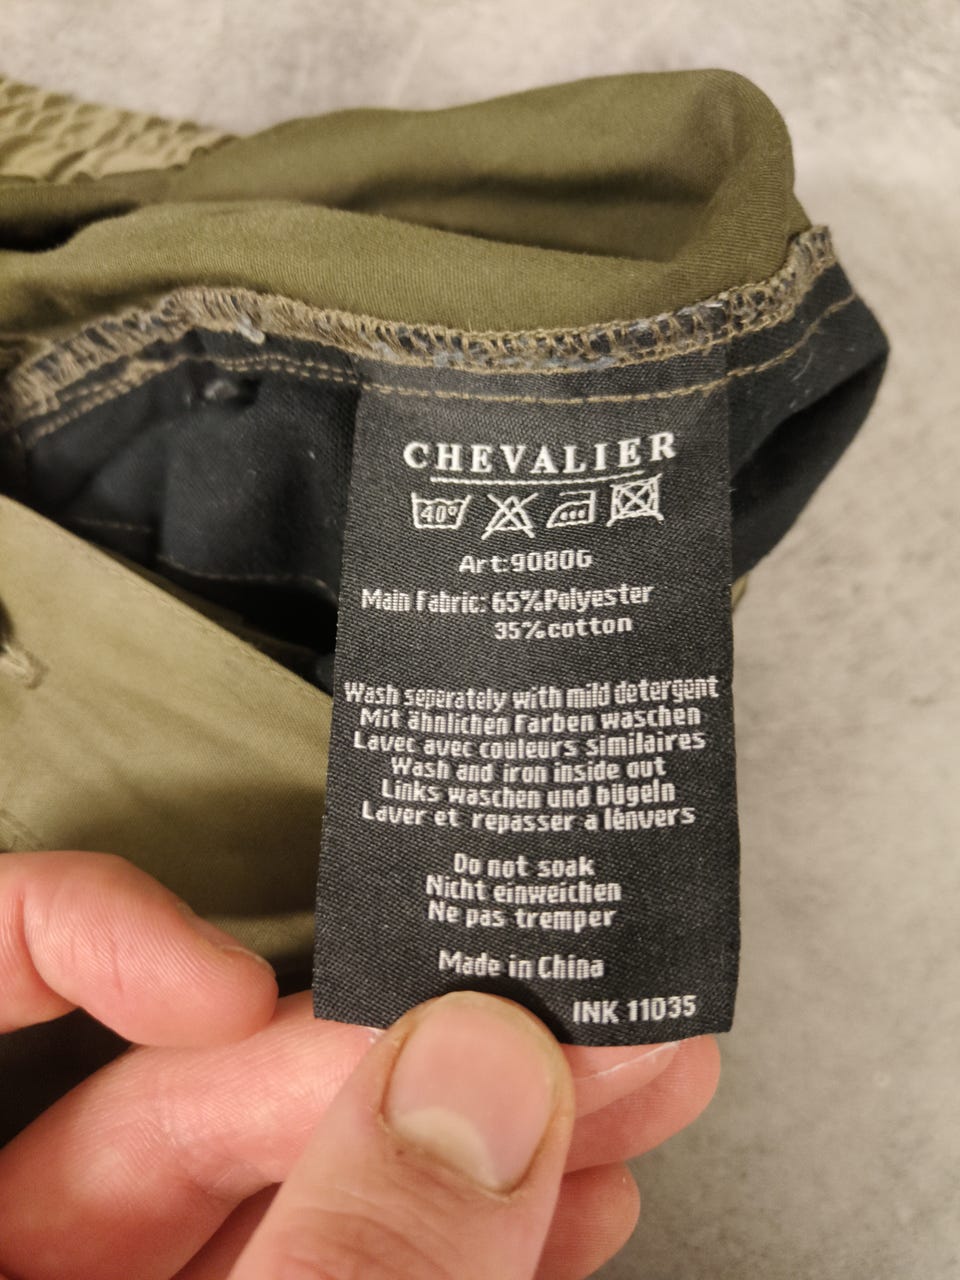 CHEVALIER
40°
Art:90806
Main Fabric: 65%Polyester
35%cotton
Wash seperately with mild detergent
Mit ähnlichen Farben waschen
Lavec avec couleurs similaires
Wash and iron inside out
Links waschen und bügeln
Laver et repasser a lénvers
Do not soak
Nicht einweichen
Ne pas tremper
Made in China
INK 11035